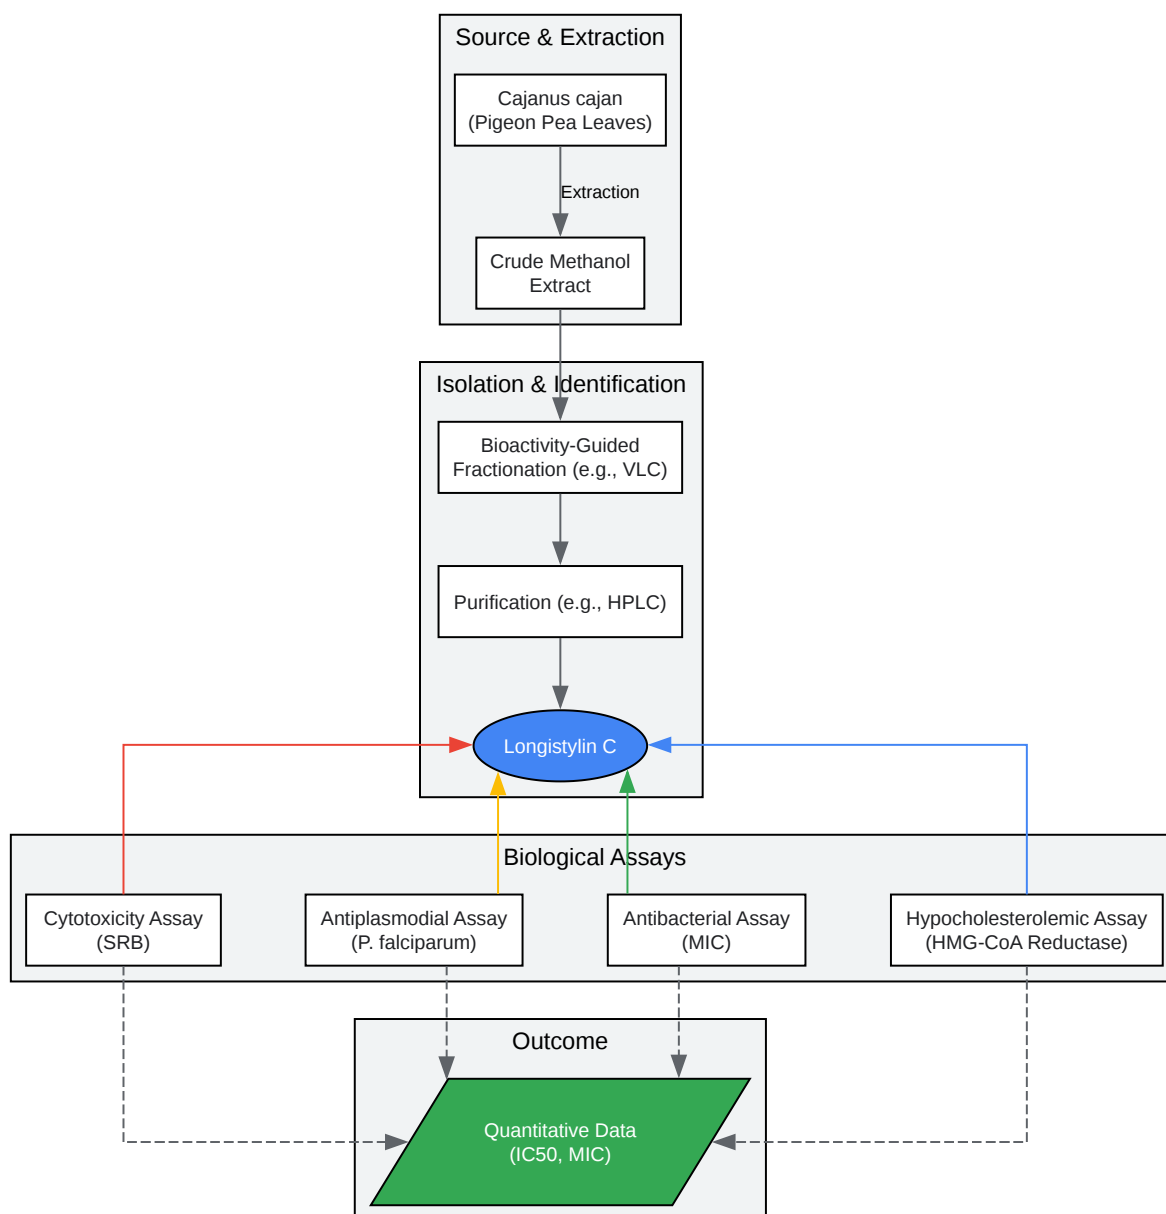 Source & Extraction
Cajanus cajan
(Pigeon Pea Leaves)
Extraction
Crude Methanol
Extract
Isolation & Identification
Bioactivity-Guided
Fractionation (e.g., VLC)
Purification (e.g., HPLC)
Longistylin C
Biological Assays
Cytotoxicity Assay
(SRB)
Antiplasmodial Assay
(P. falciparum)
Antibacterial Assay
(MIC)
Hypocholesterolemic Assay
(HMG-CoA Reductase)
Outcome
Quantitative Data
(IC50, MIC)